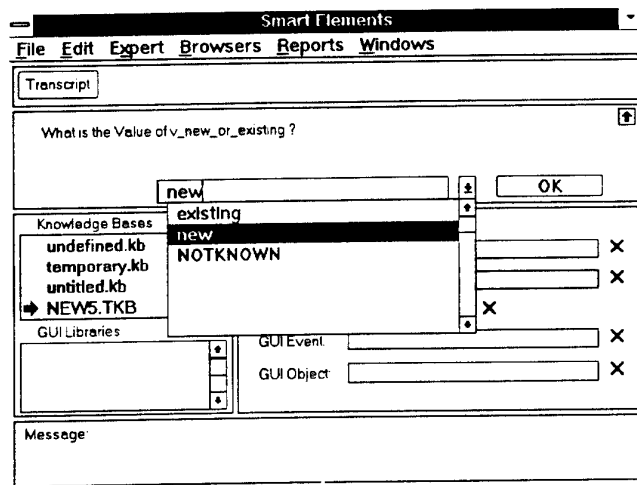 Smart Elements
File Edit Expert Browsers Reports Windows
Transcript
What is the Value of v_new_or_existing ?
new
OK
existing
new
NOTKNOWN
Knowledge Bases
undefined.kb
temporary.kb
untitled.kb
NEW5.TKB
GUI Libraries
GUI Event:
GUI Object:
Message: